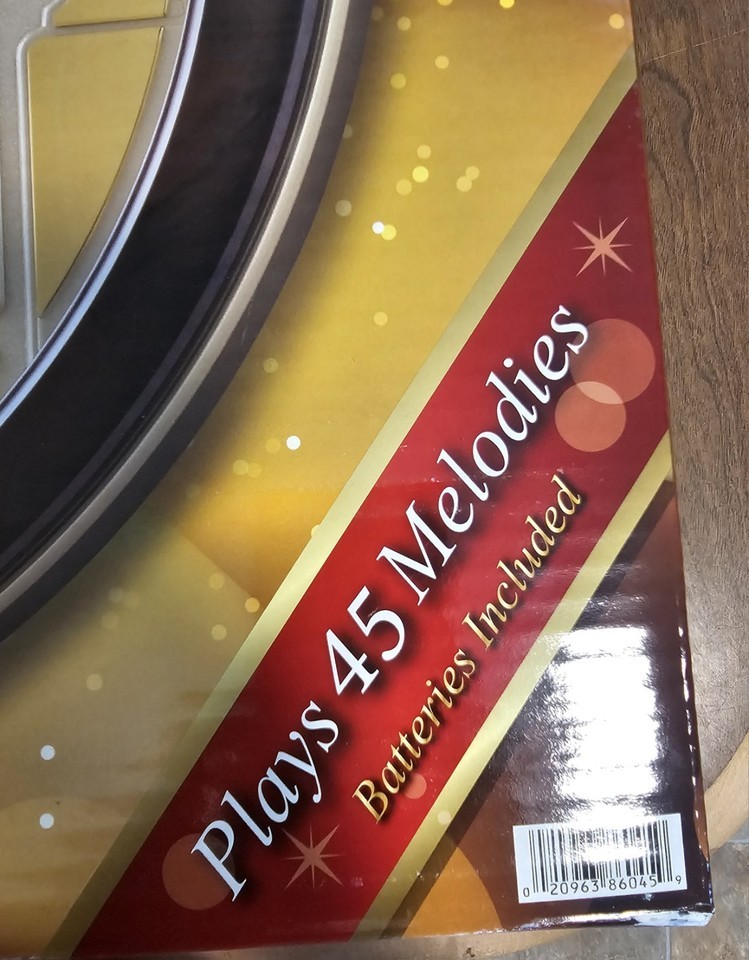 Plays 45 Melodies
Batteries Included
0 20963 86045 9